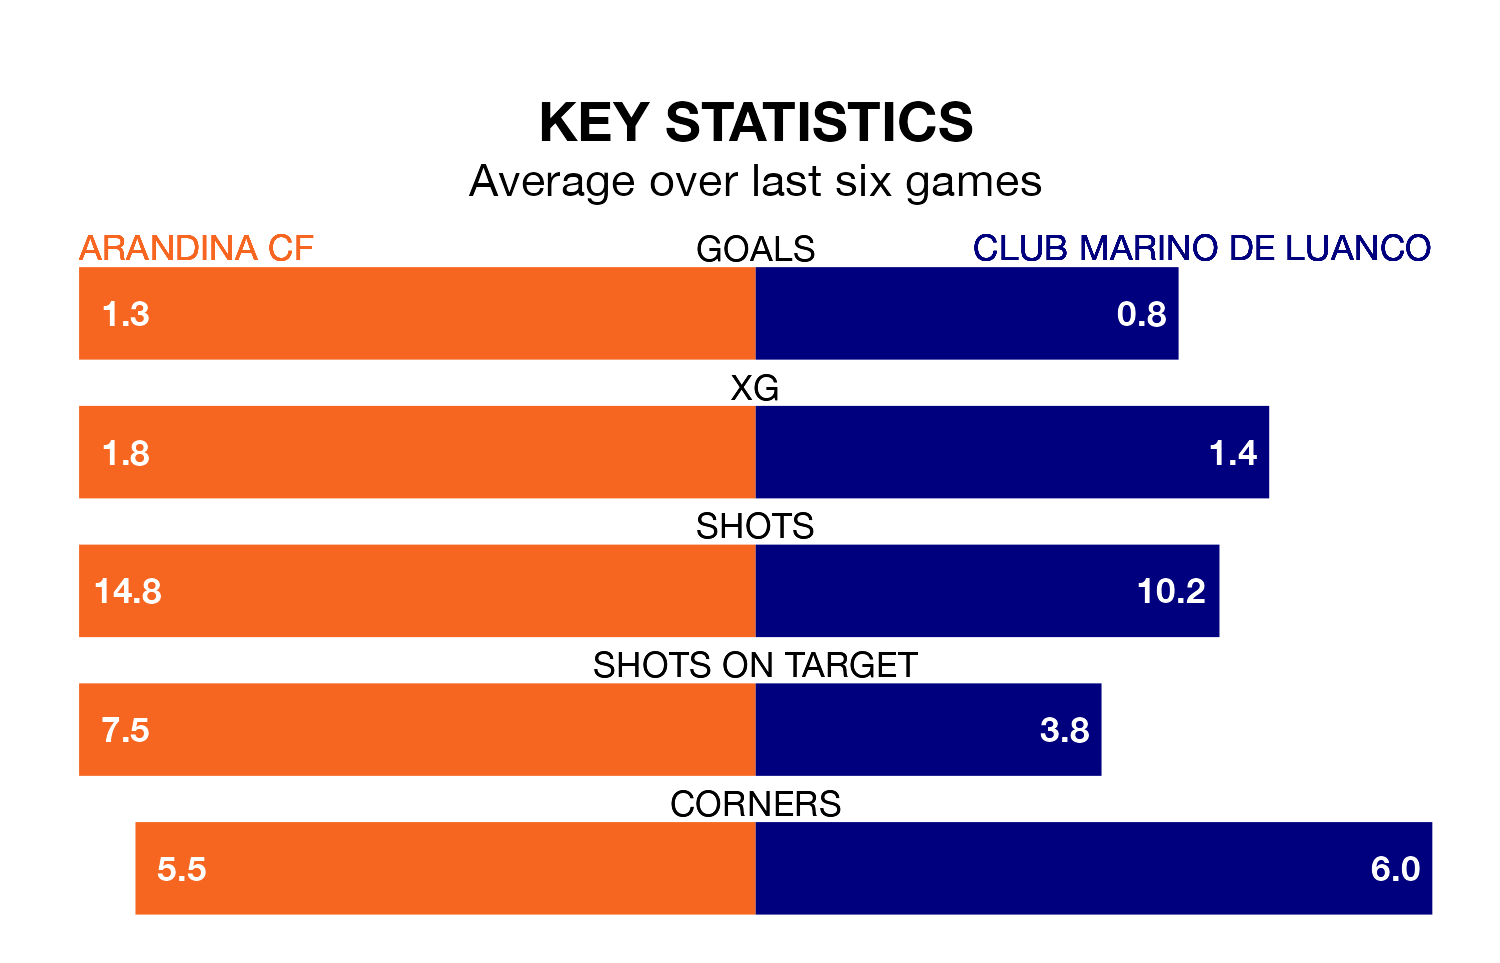 KEY STATISTICS
Average over last six games
ARANDINA CF GOALS CLUB MARINO DE LUANCO
1.3 0.8
XG
1.8 1.4
SHOTS
14.8 10.2
SHOTS ON TARGET
7.5 3.8
CORNERS
5.5 6.0